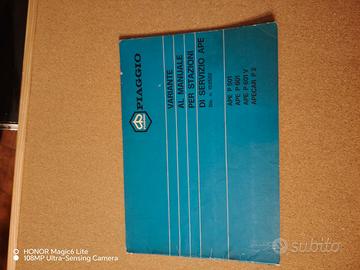 PIAGGIO
VARIANTE
AL MANUALE
PER STAZIONI
DI SERVIZIO APE
APE P 501
APE P 601
APE P 601 V
APECAR P 2
HONOR Magic6 Lite
108MP Ultra-Sensing Camera
subito